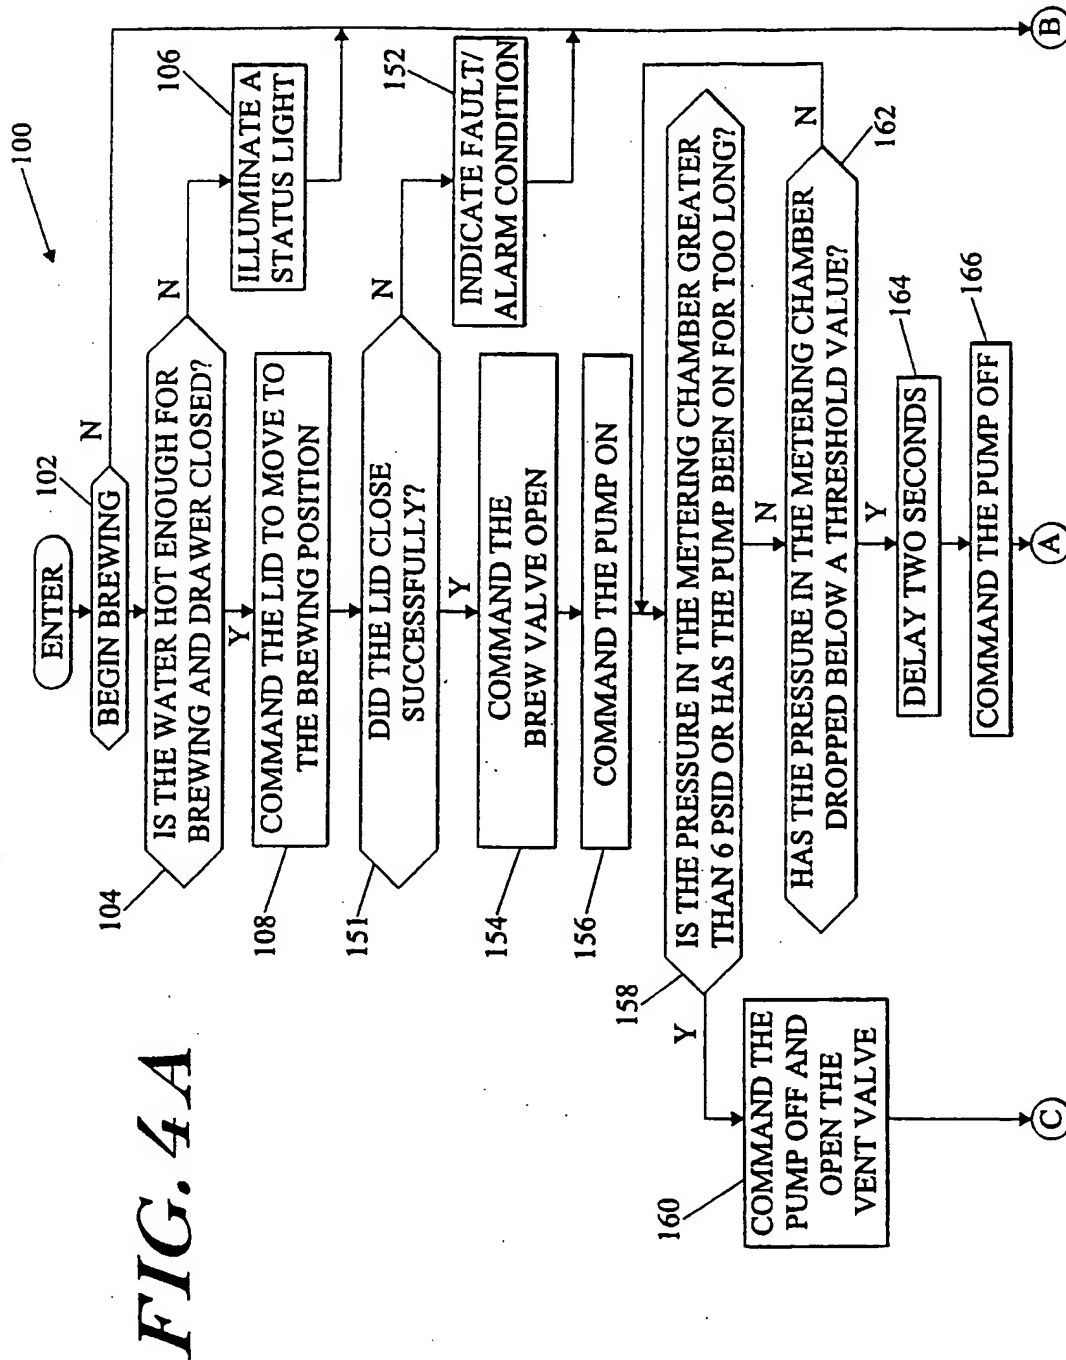 FIG. 4A
100
ENTER
102
BEGIN BREWING
N
104
IS THE WATER HOT ENOUGH FOR
BREWING AND DRAWER CLOSED?
N
Y
106
ILLUMINATE A
STATUS LIGHT
108
COMMAND THE LID TO MOVE TO
THE BREWING POSITION
151
DID THE LID CLOSE
SUCCESSFULLY?
N
Y
152
INDICATE FAULT/
ALARM CONDITION
154
COMMAND THE
BREW VALVE OPEN
156
COMMAND THE PUMP ON
158
IS THE PRESSURE IN THE METERING CHAMBER GREATER
THAN 6 PSID OR HAS THE PUMP BEEN ON FOR TOO LONG?
Y
N
160
COMMAND THE
PUMP OFF AND
OPEN THE
VENT VALVE
162
HAS THE PRESSURE IN THE METERING CHAMBER
DROPPED BELOW A THRESHOLD VALUE?
N
Y
164
DELAY TWO SECONDS
166
COMMAND THE PUMP OFF
C
A
B